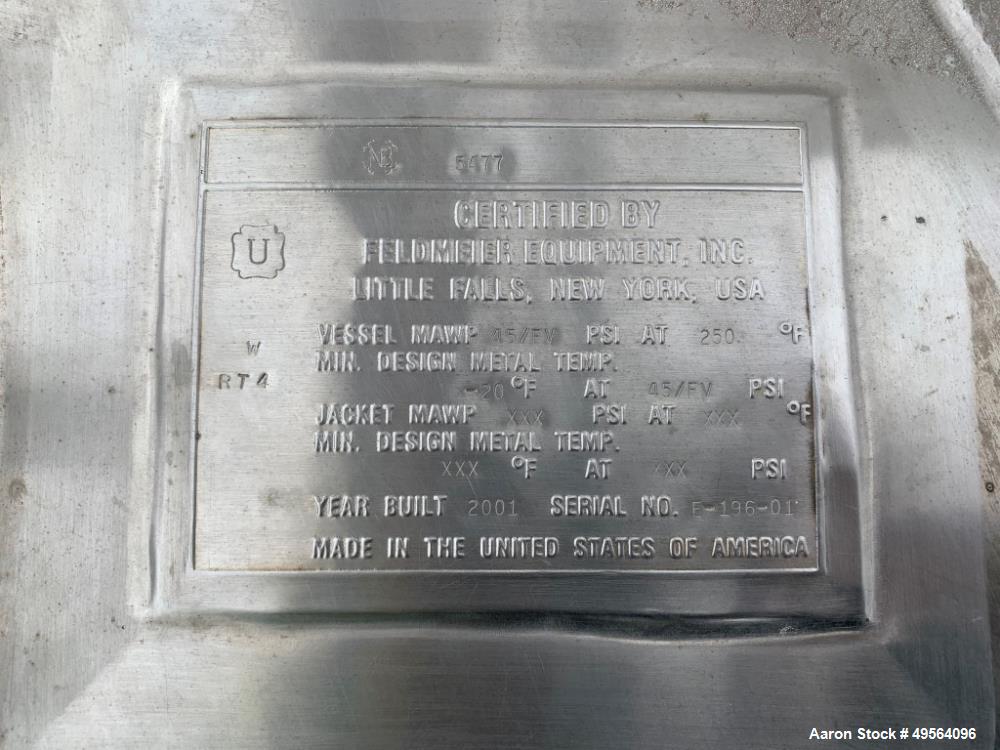 NB 5477
CERTIFIED BY
U FELDMEIER EQUIPMENT, INC.
LITTLE FALLS, NEW YORK, USA
VESSEL MAWP 45/FV PSI AT 250 °F
W MIN. DESIGN METAL TEMP.
RT4 -20 °F AT 45/FV PSI
JACKET MAWP XXX PSI AT XXX °F
MIN. DESIGN METAL TEMP.
XXX °F AT XXX PSI
YEAR BUILT 2001 SERIAL NO. E-196-01
MADE IN THE UNITED STATES OF AMERICA
Aaron Stock # 49564096